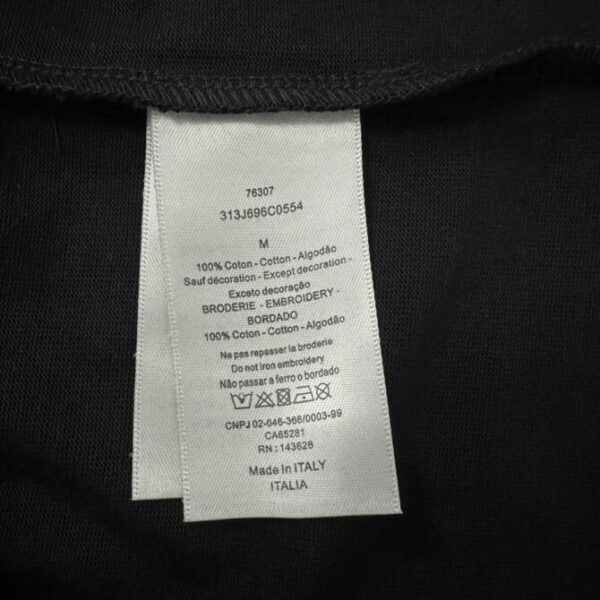 76307
313J696C0554
M
100% Coton - Cotton - Algodão
Sauf décoration - Except decoration -
Exceto decoração
BRODERIE - EMBROIDERY -
BORDADO
100% Coton - Cotton - Algodão
Ne pas repasser la broderie
Do not iron embroidery
Não passar a ferro o bordado
CNPJ 02-046-366/0003-99
CA65281
RN : 143628
Made In ITALY
ITALIA